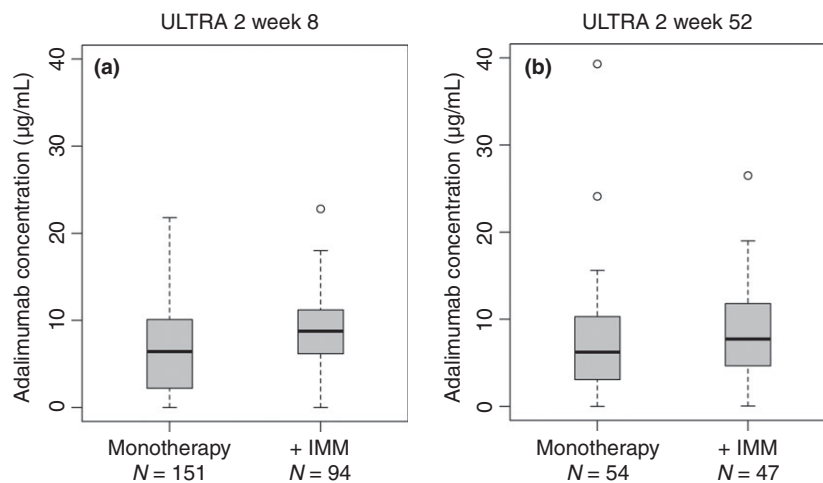 ULTRA 2 week 8
(a)
Adalimumab concentration (µg/mL)
40
30
20
10
0
Monotherapy + IMM
N = 151 N = 94
ULTRA 2 week 52
(b)
Adalimumab concentration (µg/mL)
40
30
20
10
0
Monotherapy + IMM
N = 54 N = 47